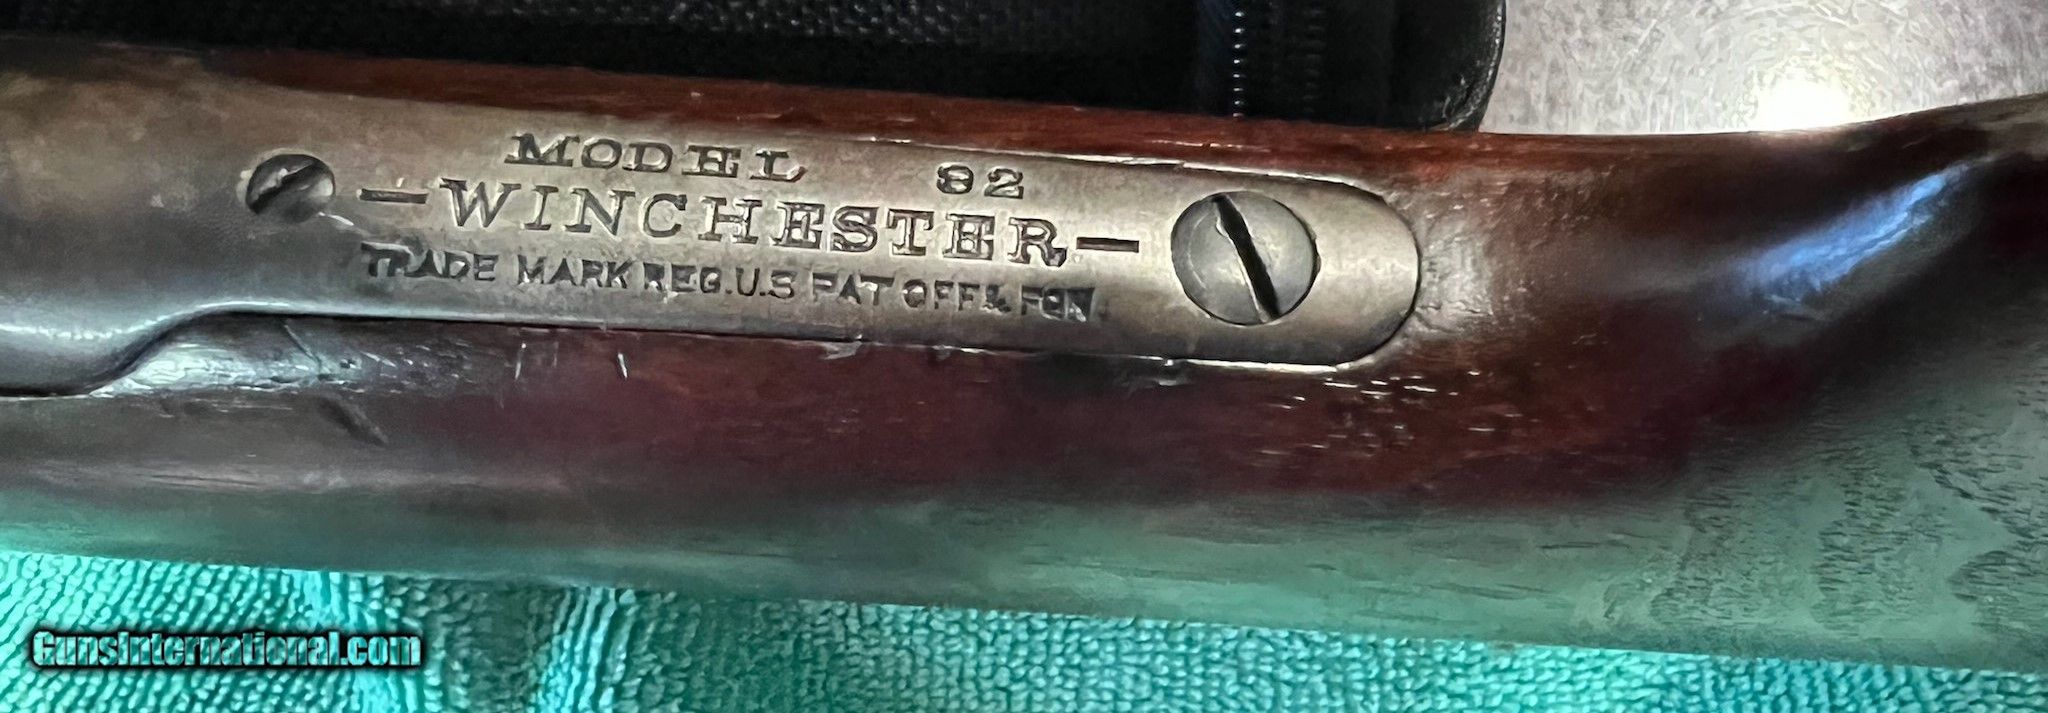 MODEL 92
—WINCHESTER—
TRADE MARK REG. U.S PAT OFF & FGN
GunsInternational.com